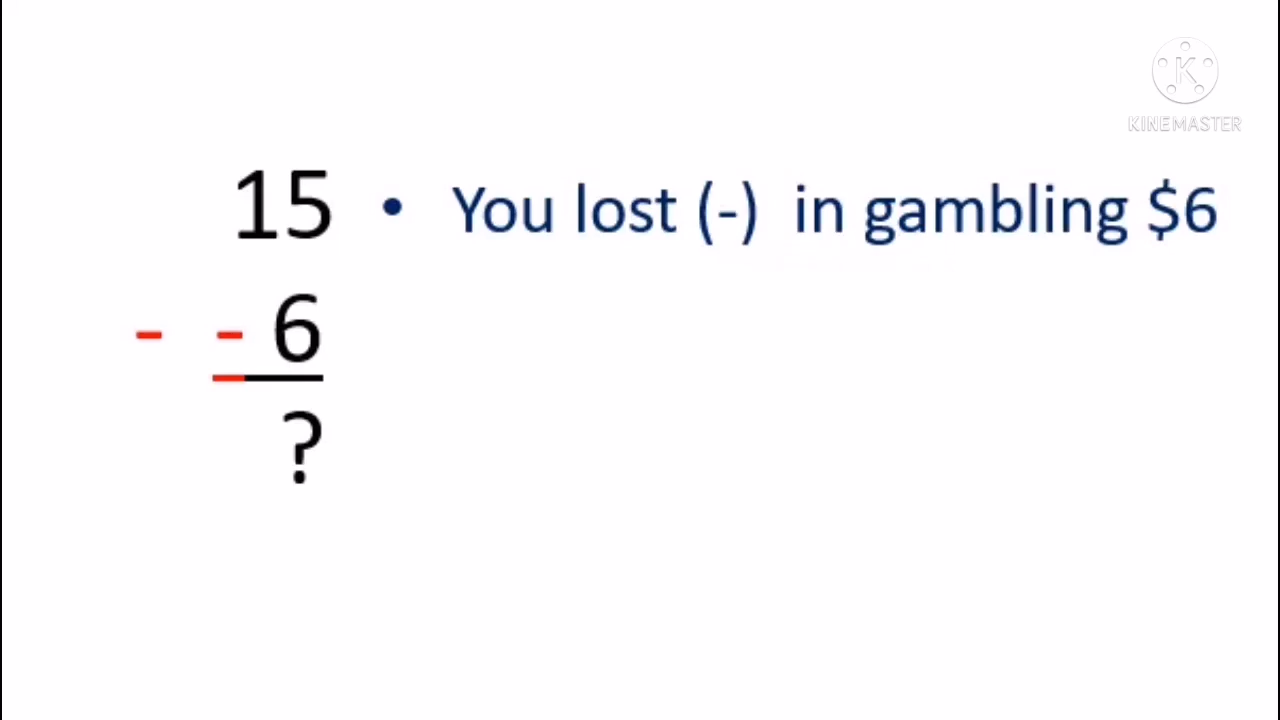 K
KINEMASTER
15 • You lost (-) in gambling $6
- - 6
?